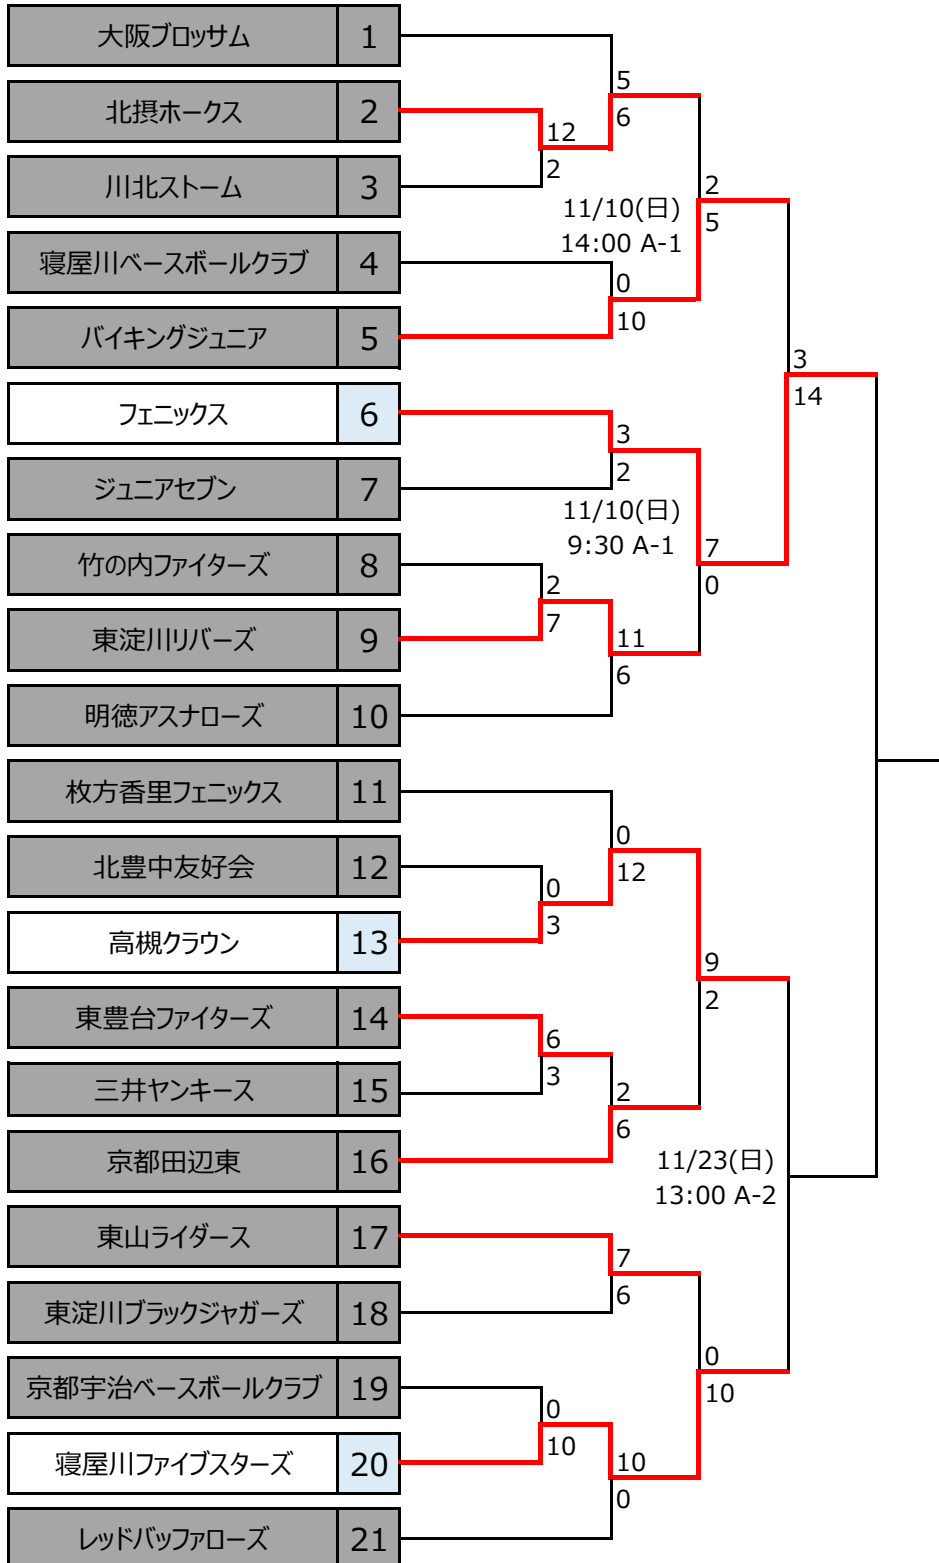 大阪ブロッサム 1
5
北摂ホークス 2
6
12
2
川北ストーム 3
2
11/10(日)
5
14:00 A-1
寝屋川ベースボールクラブ 4
0
10
バイキングジュニア 5
3
14
フェニックス 6
3
2
ジュニアセブン 7
11/10(日)
9:30 A-1
7
0
竹の内ファイターズ 8
2
7
東淀川リバーズ 9
11
6
明徳アスナローズ 10
枚方香里フェニックス 11
0
12
北豊中友好会 12
0
3
高槻クラウン 13
9
2
東豊台ファイターズ 14
6
3
三井ヤンキース 15
2
6
京都田辺東 16
11/23(日)
13:00 A-2
東山ライダース 17
7
6
東淀川ブラックジャガーズ 18
0
10
京都宇治ベースボールクラブ 19
0
10
寝屋川ファイブスターズ 20
10
0
レッドバッファローズ 21